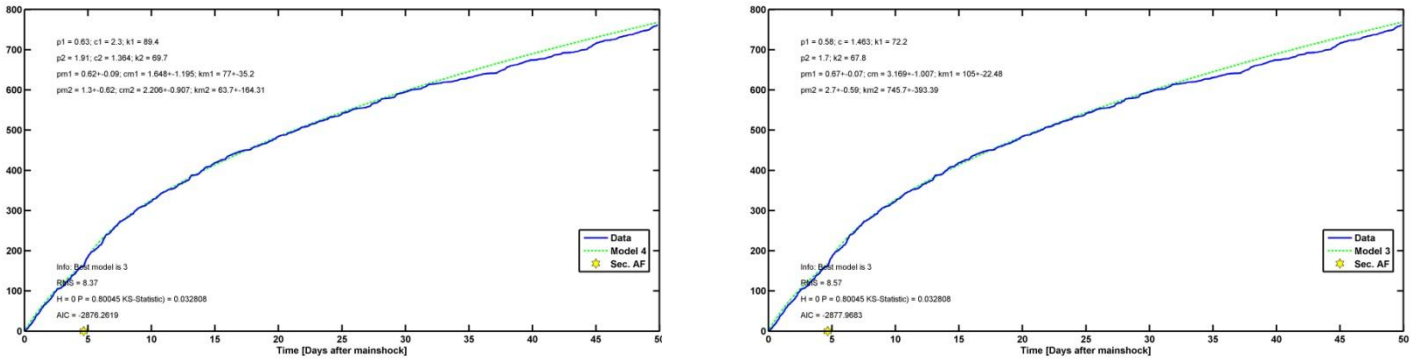 800
700
600
500
400
300
200
100
0
p1 = 0.63; c1 = 2.3; k1 = 89.4
p2 = 1.91; c2 = 1.364; k2 = 69.7
pm1 = 0.62+-0.09; cm1 = 1.648+-1.195; km1 = 77+-35.2
pm2 = 1.3+-0.62; cm2 = 2.206+-0.907; km2 = 63.7+-164.31
Data
Model 4
Sec. AF
Info: Best model is 3
RMS = 8.37
H = 0 P = 0.80045 KS-Statistic) = 0.032808
AIC = -2876.2619
0 5 10 15 20 25 30 35 40 45 50
Time [Days after mainshock]
800
700
600
500
400
300
200
100
0
p1 = 0.58; c = 1.463; k1 = 72.2
p2 = 1.7; k2 = 67.8
pm1 = 0.67+-0.07; cm = 3.169+-1.007; km1 = 105+-22.48
pm2 = 2.7+-0.59; km2 = 745.7+-393.39
Data
Model 3
Sec. AF
Info: Best model is 3
RMS = 8.57
H = 0 P = 0.80045 KS-Statistic) = 0.032808
AIC = -2877.9683
0 5 10 15 20 25 30 35 40 45 50
Time [Days after mainshock]